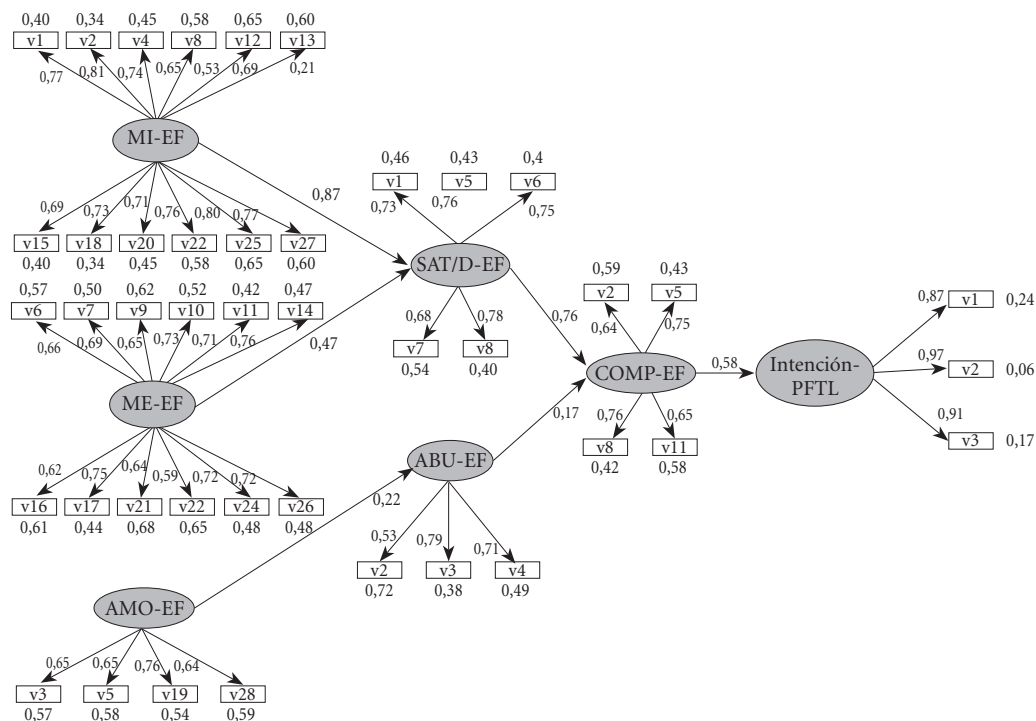 0,40 0,34 0,45 0,58 0,65 0,60
v1 v2 v4 v8 v12 v13
0,77 0,81 0,74 0,65 0,53 0,69 0,21
MI-EF
0,87
0,69 0,73 0,71 0,76 0,80 0,77
v15 v18 v20 v22 v25 v27
0,40 0,34 0,45 0,58 0,65 0,60
0,46 0,43 0,4
v1 v5 v6
0,73 0,76 0,75
SAT/D-EF
0,68 0,78
v7 v8
0,54 0,40
0,76
0,57 0,50 0,62 0,52 0,42 0,47
v6 v7 v9 v10 v11 v14
0,66 0,69 0,65 0,73 0,71 0,76
0,47
ME-EF
0,62 0,75 0,64 0,59 0,72 0,72
v16 v17 v21 v22 v24 v26
0,61 0,44 0,68 0,65 0,48 0,48
0,59 0,43
v2 v5
0,64 0,75
COMP-EF
0,58
0,76 0,65
v8 v11
0,42 0,58
0,17
Intención-
PFTL
0,87 v1 0,24
0,97 v2 0,06
0,91 v3 0,17
ABU-EF
0,22
0,53 0,79 0,71
v2 v3 v4
0,72 0,38 0,49
AMO-EF
0,65 0,65 0,76 0,64
v3 v5 v19 v28
0,57 0,58 0,54 0,59